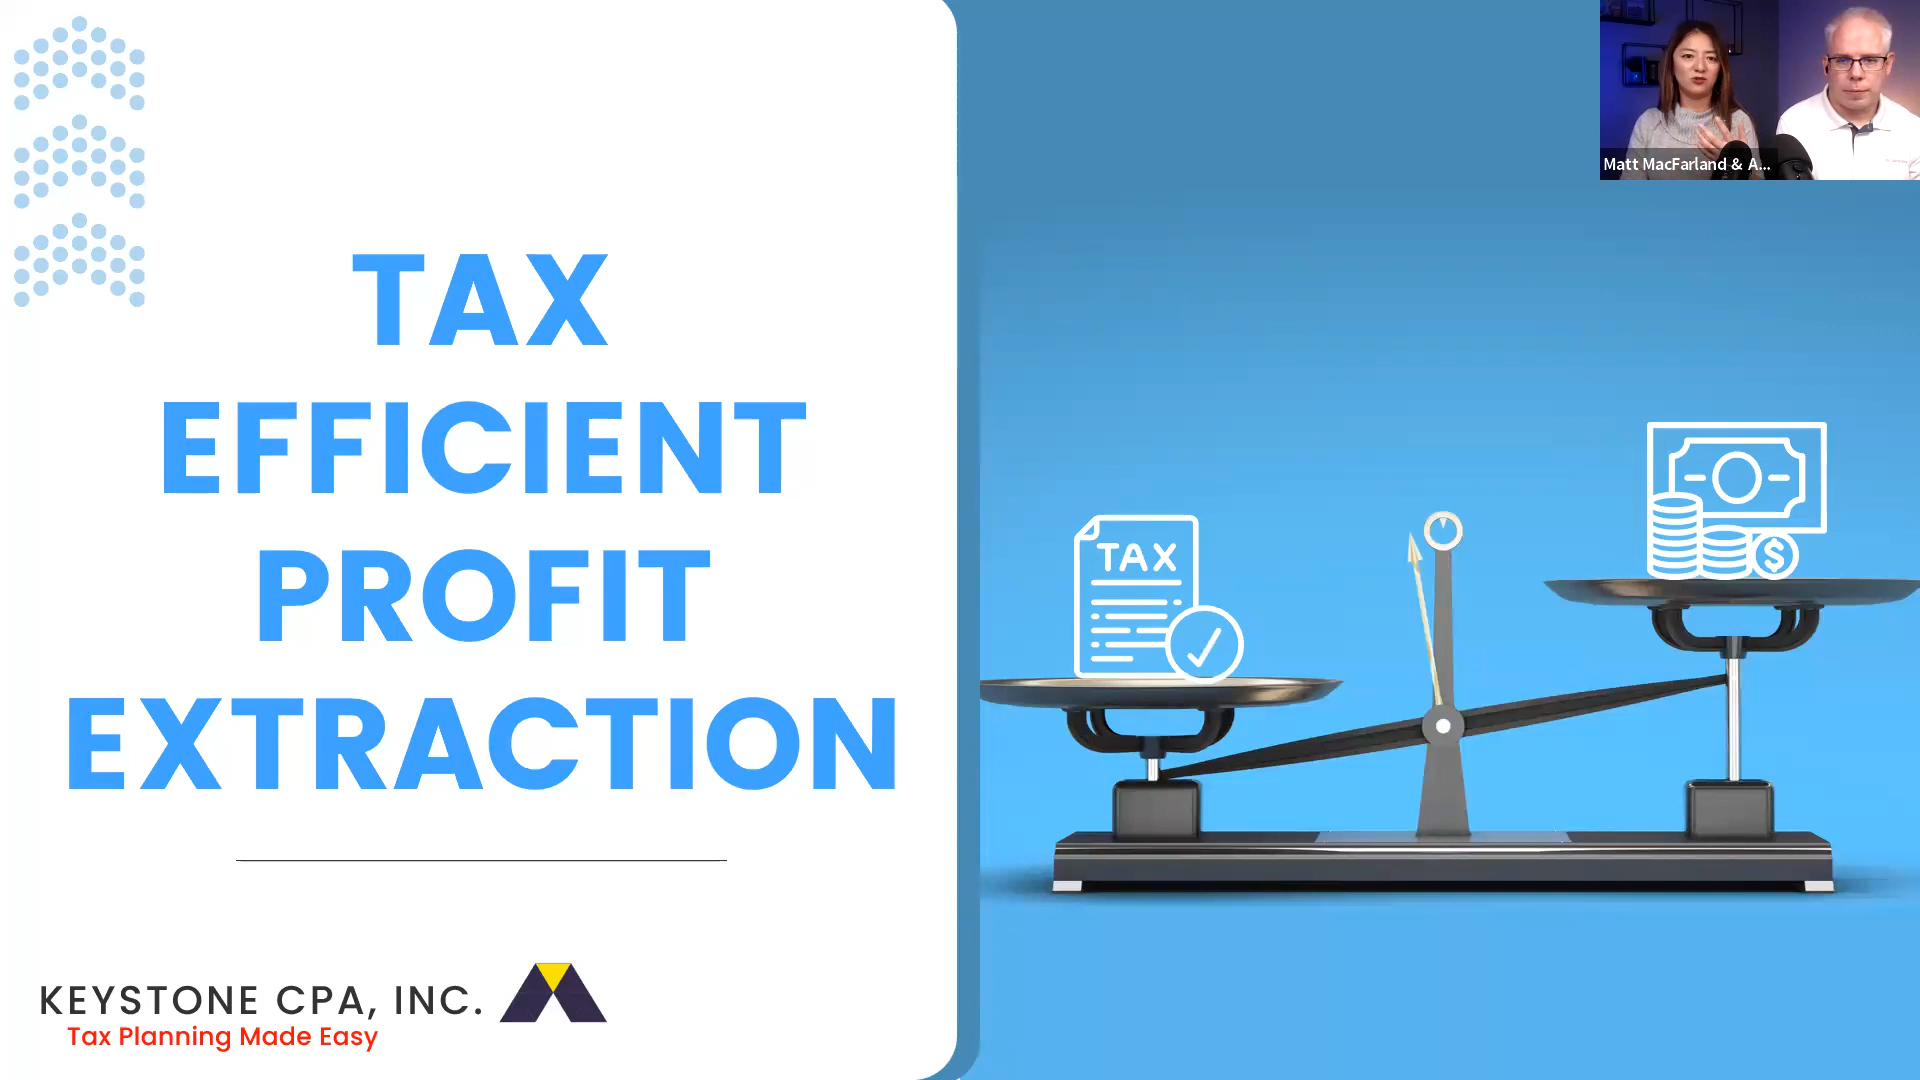 TAX
EFFICIENT
PROFIT
EXTRACTION
KEYSTONE CPA, INC.
Tax Planning Made Easy
TAX
$
Matt MacFarland & A...